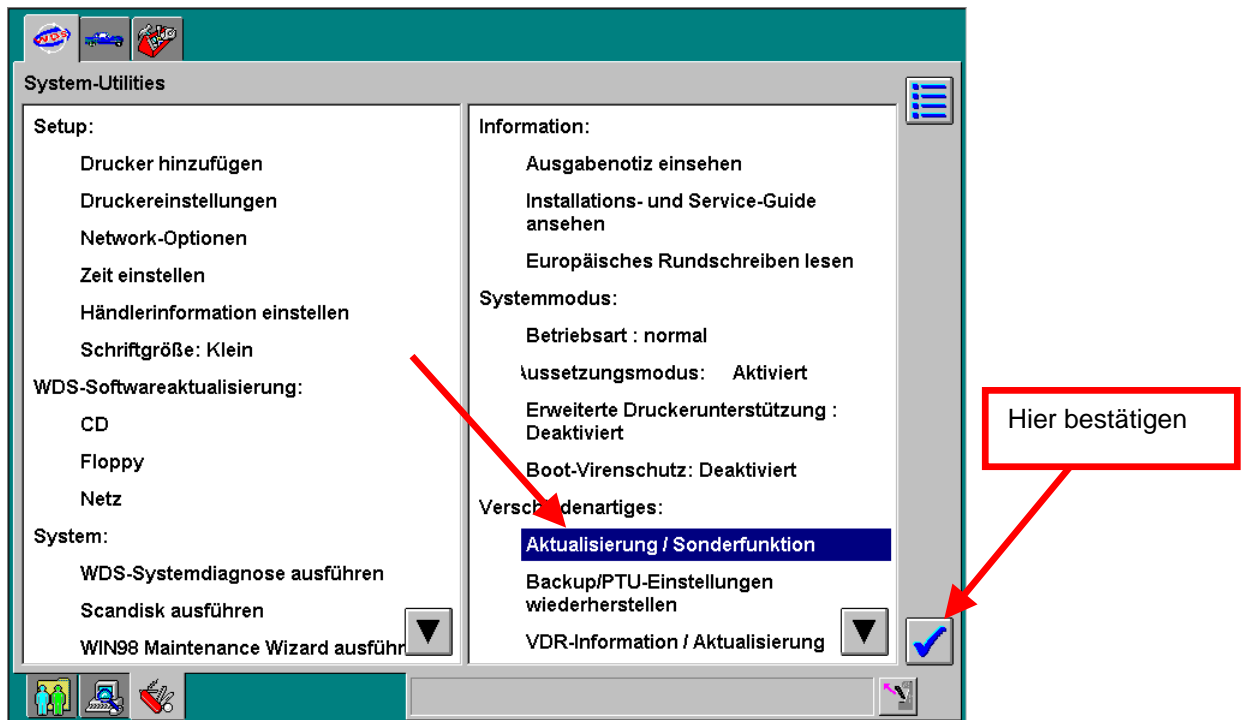 WDS
System-Utilities
Setup:
Drucker hinzufügen
Druckereinstellungen
Network-Optionen
Zeit einstellen
Händlerinformation einstellen
Schriftgröße: Klein
WDS-Softwareaktualisierung:
CD
Floppy
Netz
System:
WDS-Systemdiagnose ausführen
Scandisk ausführen
WIN98 Maintenance Wizard ausführ
Information:
Ausgabenotiz einsehen
Installations- und Service-Guide
ansehen
Europäisches Rundschreiben lesen
Systemmodus:
Betriebsart : normal
Aussetzungsmodus: Aktiviert
Erweiterte Druckerunterstützung :
Deaktiviert
Boot-Virenschutz: Deaktiviert
Verschiedenartiges:
Aktualisierung / Sonderfunktion
Backup/PTU-Einstellungen
wiederherstellen
VDR-Information / Aktualisierung
Hier bestätigen